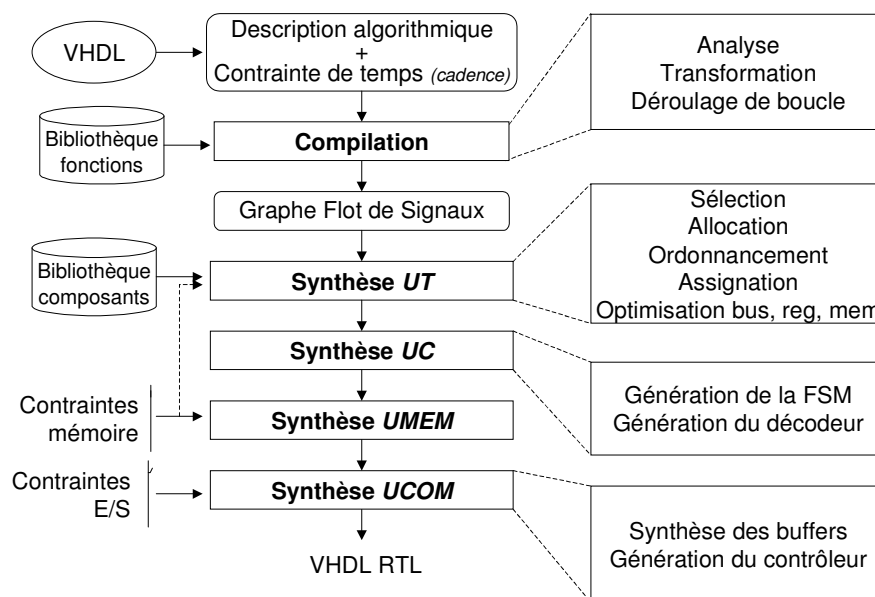 VHDL
Description algorithmique
+
Contrainte de temps (cadence)
Analyse
Transformation
Déroulage de boucle
Bibliothèque
fonctions
Compilation
Graphe Flot de Signaux
Sélection
Allocation
Ordonnancement
Assignation
Optimisation bus, reg, mem
Bibliothèque
composants
Synthèse UT
Synthèse UC
Génération de la FSM
Génération du décodeur
Contraintes
mémoire
Synthèse UMEM
Contraintes
E/S
Synthèse UCOM
Synthèse des buffers
Génération du contrôleur
VHDL RTL